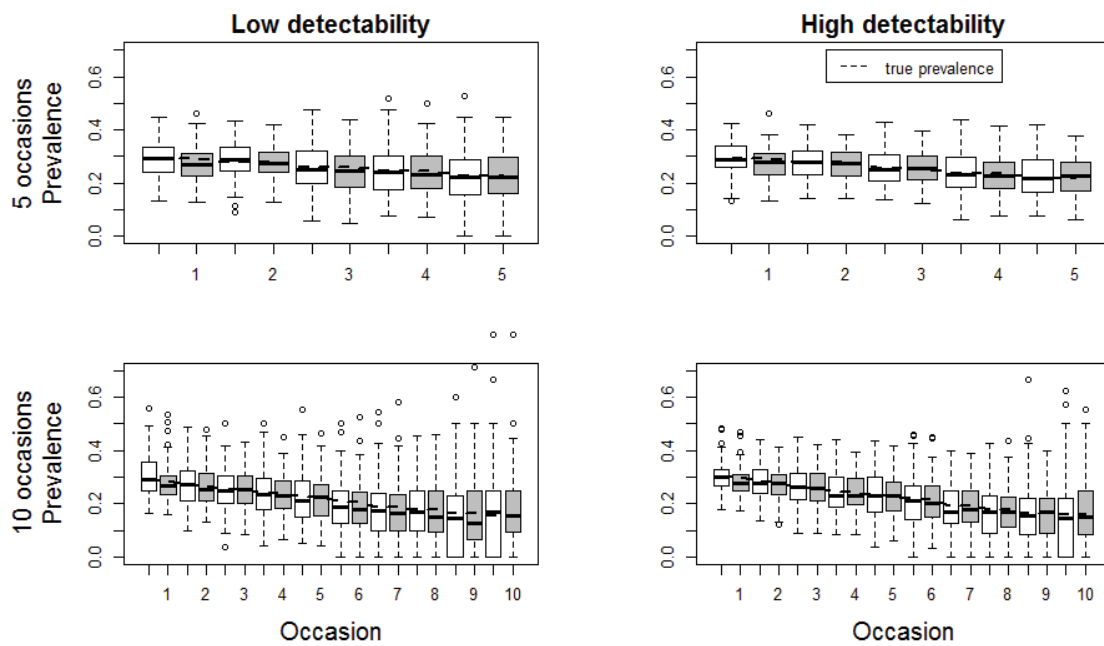 Low detectability
High detectability
5 occasions
Prevalence
0.0 0.2 0.4 0.6
1 2 3 4 5
true prevalence
0.0 0.2 0.4 0.6
1 2 3 4 5
10 occasions
Prevalence
0.0 0.2 0.4 0.6
1 2 3 4 5 6 7 8 9 10
Occasion
0.0 0.2 0.4 0.6
1 2 3 4 5 6 7 8 9 10
Occasion